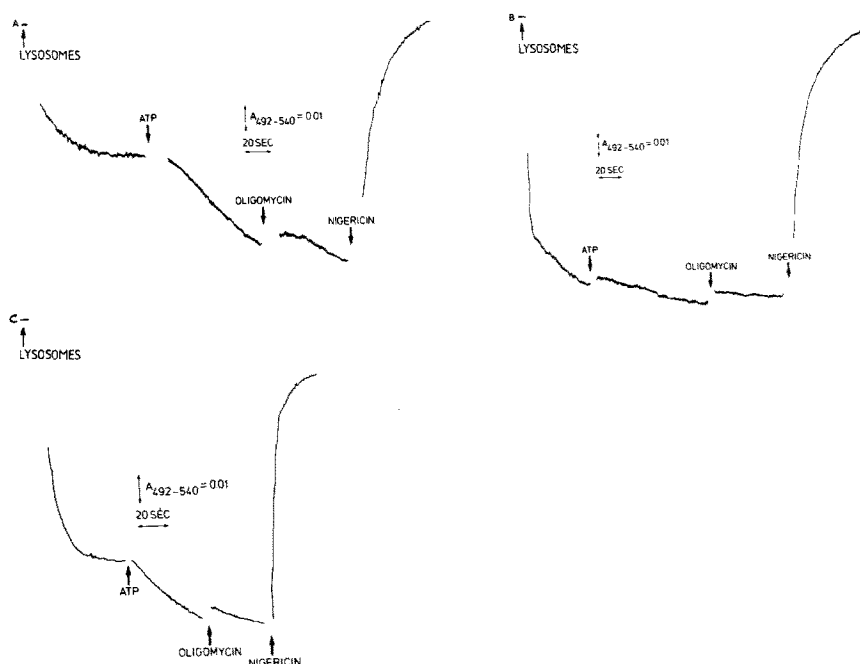 A –
LYSOSOMES
ATP
A492-540 = 0.01
20 SEC
OLIGOMYCIN
NIGERICIN
B –
LYSOSOMES
A492-540 = 0.01
20 SEC
ATP
OLIGOMYCIN
NIGERICIN
C –
LYSOSOMES
A492-540 = 0.01
20 SEC
ATP
OLIGOMYCIN
NIGERICIN